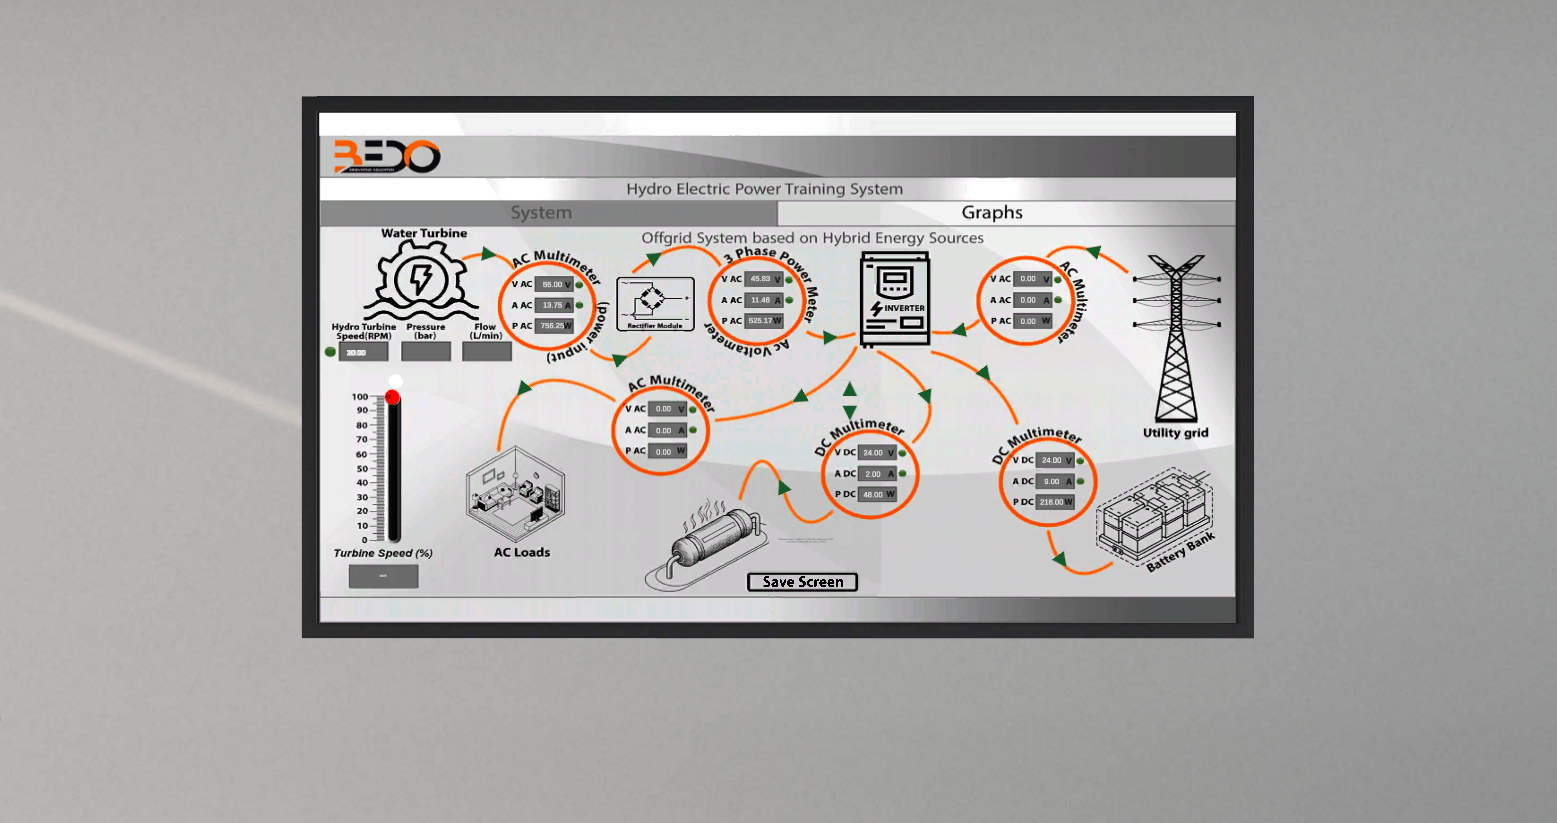 BEDO
Hydro Electric Power Training System
System
Graphs
Offgrid System based on Hybrid Energy Sources
Water Turbine
AC Multimeter
V AC 55.00 V
A AC 13.75 A
P AC 756.25 W
(power input)
Rectifier Module
3 Phase Power Meter
V AC 45.83 V
A AC 11.46 A
P AC 525.17 W
Ac Voltameter
INVERTER
AC Multimeter
V AC 0.00 V
A AC 0.00 A
P AC 0.00 W
Utility grid
Hydro Turbine
Speed(RPM)
Pressure
(bar)
Flow
(L/min)
100
90
80
70
60
50
40
30
20
10
0
Turbine Speed (%)
AC Multimeter
V AC 0.00 V
A AC 0.00 A
P AC 0.00 W
AC Loads
DC Multimeter
V DC 24.00 V
A DC 2.00 A
P DC 48.00 W
DC Multimeter
V DC 24.00 V
A DC 9.00 A
P DC 216.00 W
Battery Bank
Save Screen